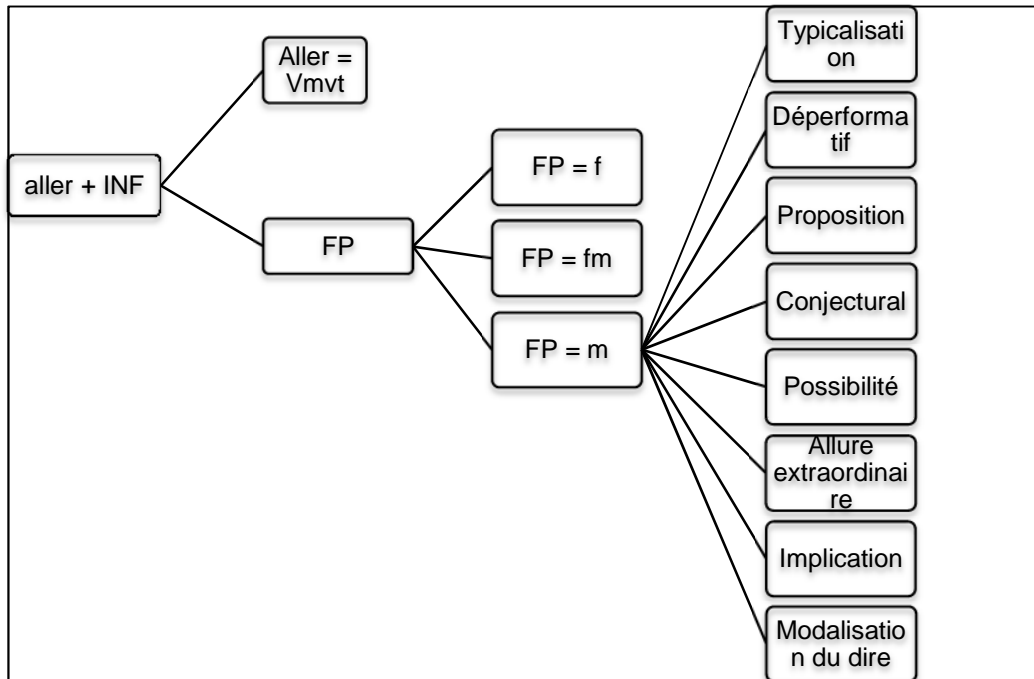 aller + INF
Aller =
Vmvt
FP
FP = f
FP = fm
FP = m
Typicalisati
on
Déperforma
tif
Proposition
Conjectural
Possibilité
Allure
extraordinai
re
Implication
Modalisatio
n du dire